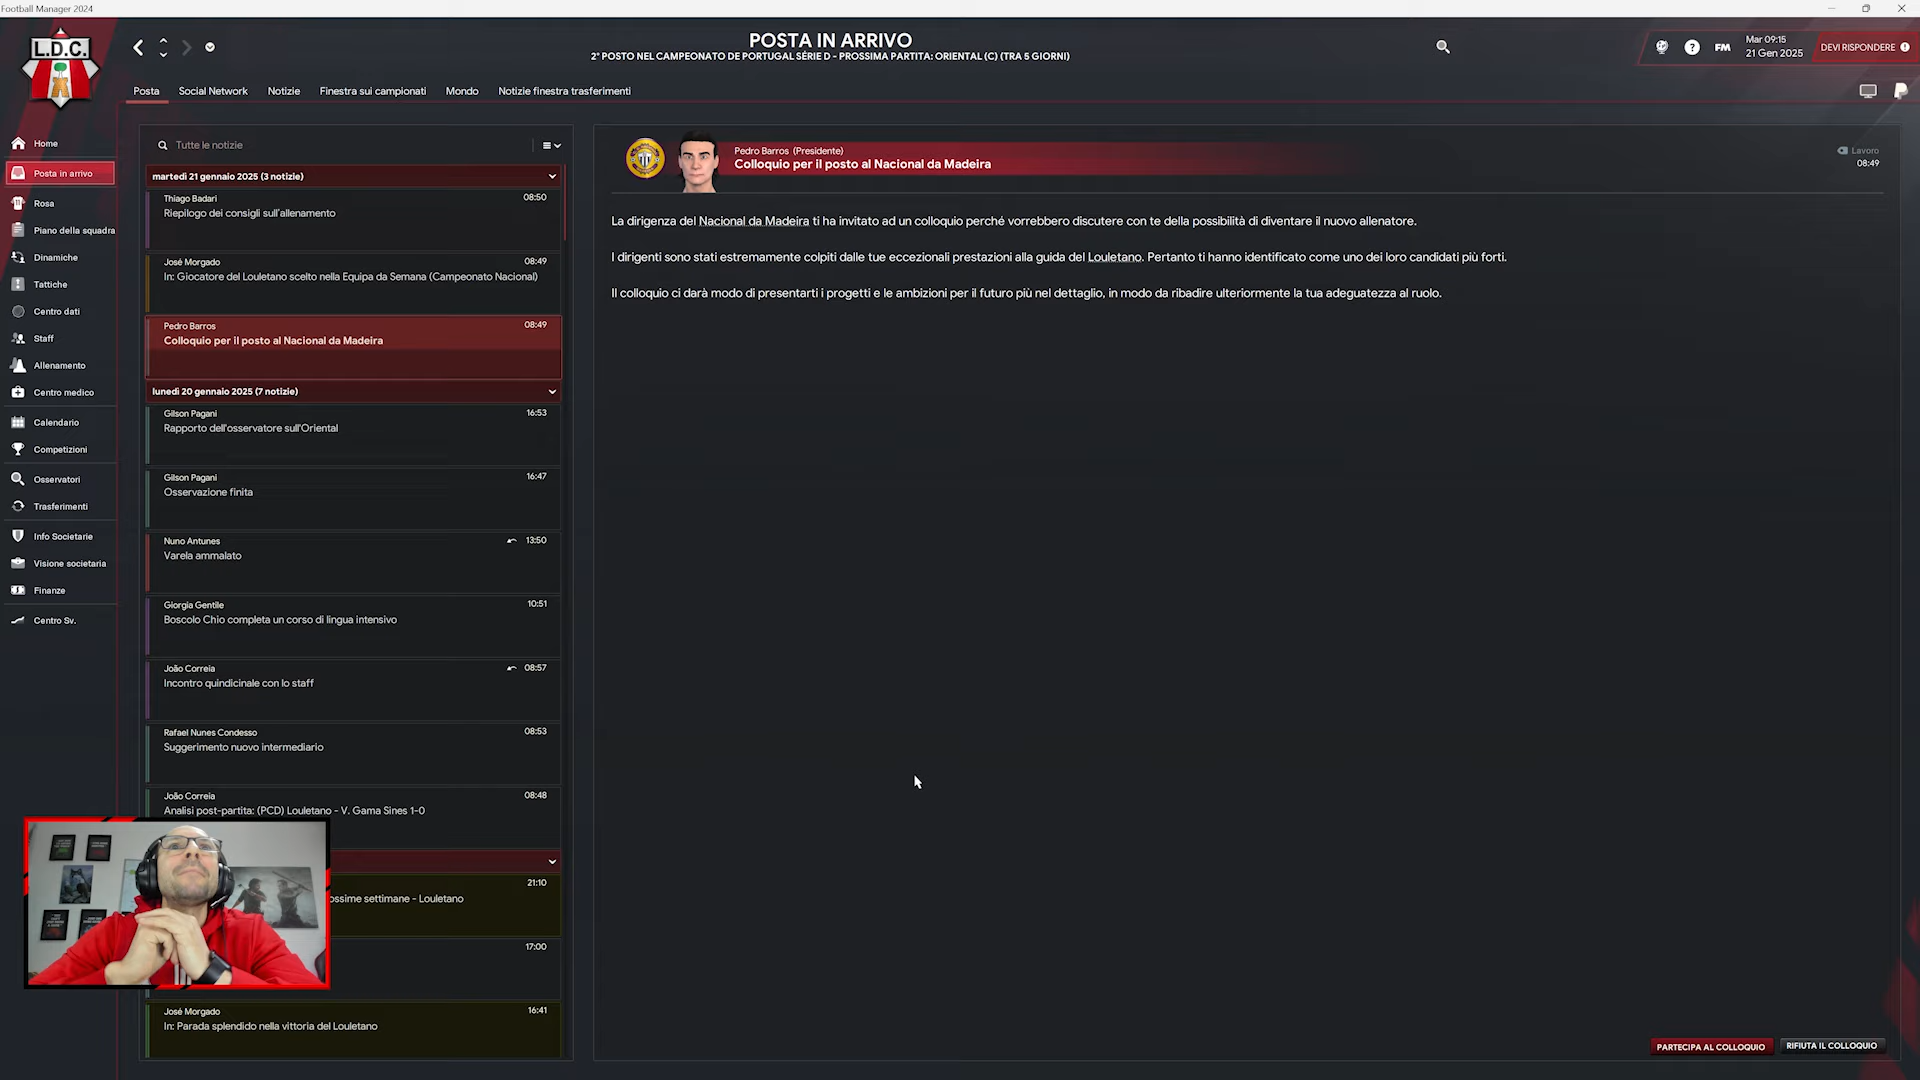 Football Manager 2024
L.D.C.
POSTA IN ARRIVO
2° POSTO NEL CAMPEONATO DE PORTUGAL SÉRIE D - PROSSIMA PARTITA: ORIENTAL (C) (TRA 5 GIORNI)
FM
Mar 09:15
21 Gen 2025
DEVI RISPONDERE
Posta
Social Network
Notizie
Finestra sui campionati
Mondo
Notizie finestra trasferimenti
Home
Posta in arrivo
Rosa
Piano della squadra
Dinamiche
Tattiche
Centro dati
Staff
Allenamento
Centro medico
Calendario
Competizioni
Osservatori
Trasferimenti
Info Societarie
Visione societaria
Finanze
Centro Sv.
Tutte le notizie
martedì 21 gennaio 2025 (3 notizie)
Thiago Badari 08:50
Riepilogo dei consigli sull'allenamento
José Morgado 08:49
In: Giocatore del Louletano scelto nella Equipa da Semana (Campeonato Nacional)
Pedro Barros 08:49
Colloquio per il posto al Nacional da Madeira
lunedì 20 gennaio 2025 (7 notizie)
Gilson Pagani 16:53
Rapporto dell'osservatore sull'Oriental
Gilson Pagani 16:47
Osservazione finita
Nuno Antunes 13:50
Varela ammalato
Giorgia Gentile 10:51
Boscolo Chio completa un corso di lingua intensivo
João Correia 08:57
Incontro quindicinale con lo staff
Rafael Nunes Condesso 08:53
Suggerimento nuovo intermediario
João Correia 08:48
Analisi post-partita: (PCD) Louletano - V. Gama Sines 1-0
21:10
ossime settimane - Louletano
17:00
José Morgado 16:41
In: Parada splendido nella vittoria del Louletano
Pedro Barros (Presidente)
Colloquio per il posto al Nacional da Madeira
Lavoro
08:49
La dirigenza del Nacional da Madeira ti ha invitato ad un colloquio perché vorrebbero discutere con te della possibilità di diventare il nuovo allenatore.
I dirigenti sono stati estremamente colpiti dalle tue eccezionali prestazioni alla guida del Louletano. Pertanto ti hanno identificato come uno dei loro candidati più forti.
Il colloquio ci darà modo di presentarti i progetti e le ambizioni per il futuro più nel dettaglio, in modo da ribadire ulteriormente la tua adeguatezza al ruolo.
PARTECIPA AL COLLOQUIO
RIFIUTA IL COLLOQUIO